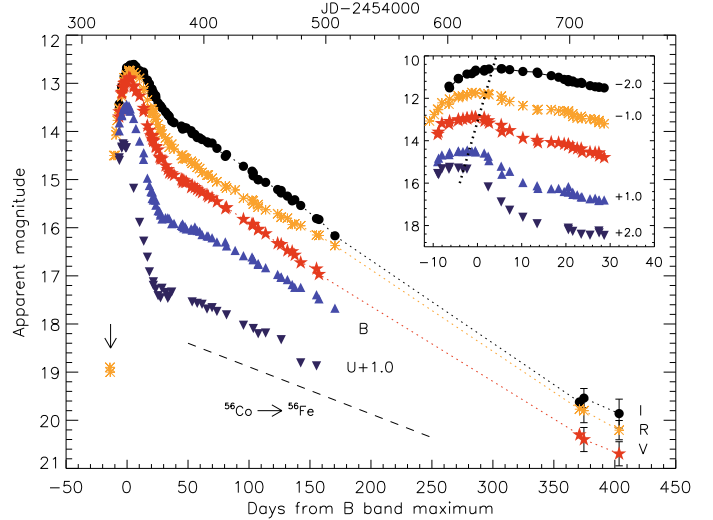 JD-2454000
300 400 500 600 700
12
13
14
15
16
17
18
19
20
21
Apparent magnitude
10
12
14
16
18
-2.0
-1.0
+1.0
+2.0
-10 0 10 20 30 40
B
U+1.0
⁵⁶Co → ⁵⁶Fe
I
R
V
-50 0 50 100 150 200 250 300 350 400 450
Days from B band maximum